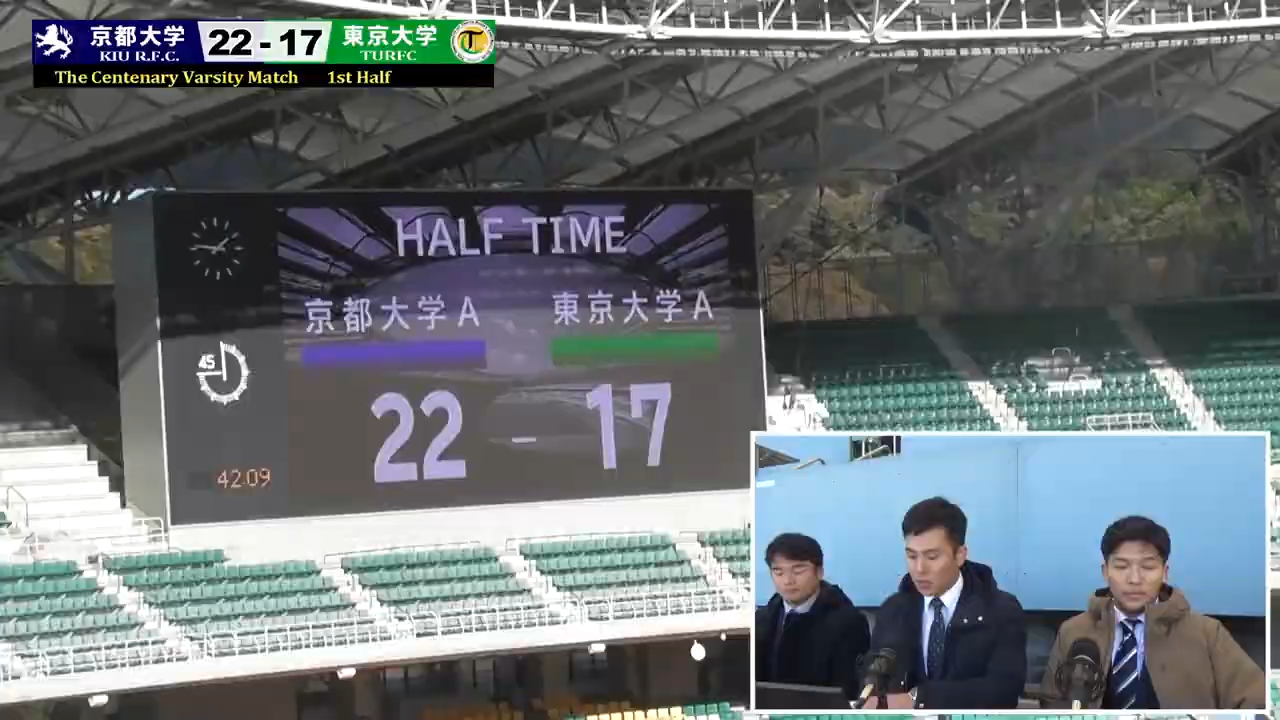 京都大学 22 - 17 東京大学
KIU R.F.C. TURFC
The Centenary Varsity Match 1st Half
HALF TIME
京都大学A 東京大学A
22 - 17
45
42.09